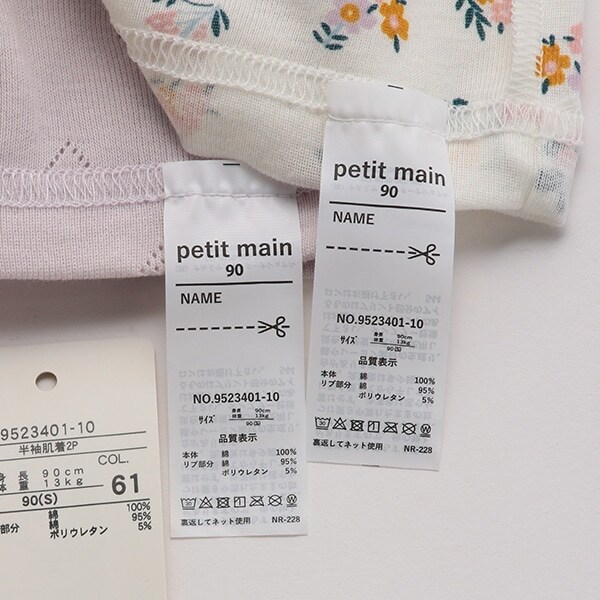 petit main
90
NAME
NO.9523401-10
サイズ 身長 90cm
体重 13kg
90(S)
品質表示
本体 綿 100%
リブ部分 綿 95%
ポリウレタン 5%
裏返してネット使用 NR-228
petit main
90
NAME
NO.9523401-10
サイズ 身長 90cm
体重 13kg
90(S)
品質表示
本体 綿 100%
リブ部分 綿 95%
ポリウレタン 5%
裏返してネット使用 NR-228
9523401-10
半袖肌着2P
身長 90cm COL.
体重 13kg 61
90(S)
綿 100%
部分 綿 95%
ポリウレタン 5%